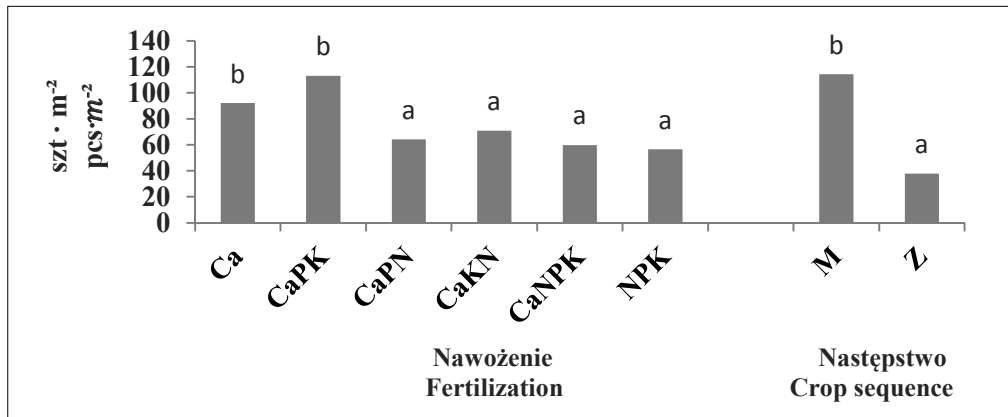 szt · m⁻²
pcs·m⁻²
140
120
100
80
60
40
20
0
b
b
a
a
a
a
b
a
Ca
CaPK
CaPN
CaKN
CaNPK
NPK
M
Z
Nawożenie
Fertilization
Następstwo
Crop sequence